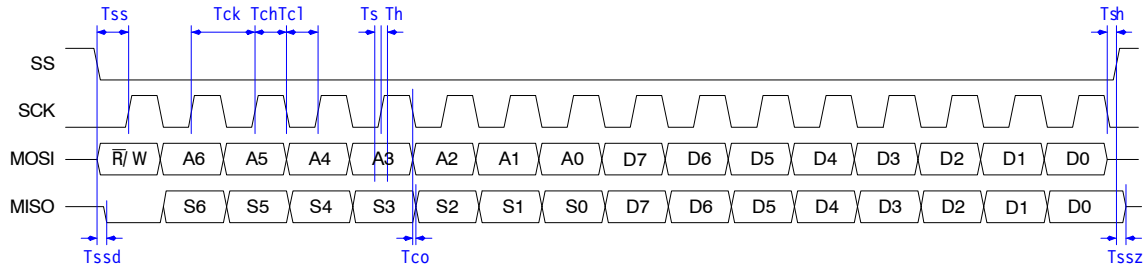 Tss Tck Tch Tcl Ts Th Tsh
SS
SCK
MOSI R/W A6 A5 A4 A3 A2 A1 A0 D7 D6 D5 D4 D3 D2 D1 D0
MISO S6 S5 S4 S3 S2 S1 S0 D7 D6 D5 D4 D3 D2 D1 D0
Tssd Tco Tssz